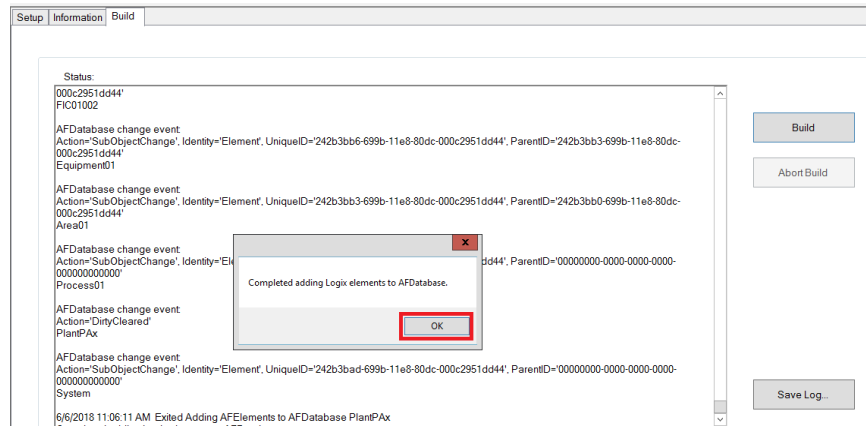 Setup Information Build
Status:
000c2951dd44'
FIC01002
AFDatabase change event:
Action='SubObjectChange', Identity='Element', UniqueID='242b3bb6-699b-11e8-80dc-000c2951dd44', ParentID='242b3bb3-699b-11e8-80dc-
000c2951dd44'
Equipment01
AFDatabase change event:
Action='SubObjectChange', Identity='Element', UniqueID='242b3bb3-699b-11e8-80dc-000c2951dd44', ParentID='242b3bb0-699b-11e8-80dc-
000c2951dd44'
Area01
AFDatabase change event:
Action='SubObjectChange', Identity='El dd44', ParentID='00000000-0000-0000-0000-
000000000000'
Process01
AFDatabase change event:
Action='DirtyCleared'
PlantPAx
AFDatabase change event:
Action='SubObjectChange', Identity='Element', UniqueID='242b3bad-699b-11e8-80dc-000c2951dd44', ParentID='00000000-0000-0000-0000-
000000000000'
System
6/6/2018 11:06:11 AM Exited Adding AFElements to AFDatabase PlantPAx
Completed adding Logix elements to AFDatabase.
OK
Build
Abort Build
Save Log...